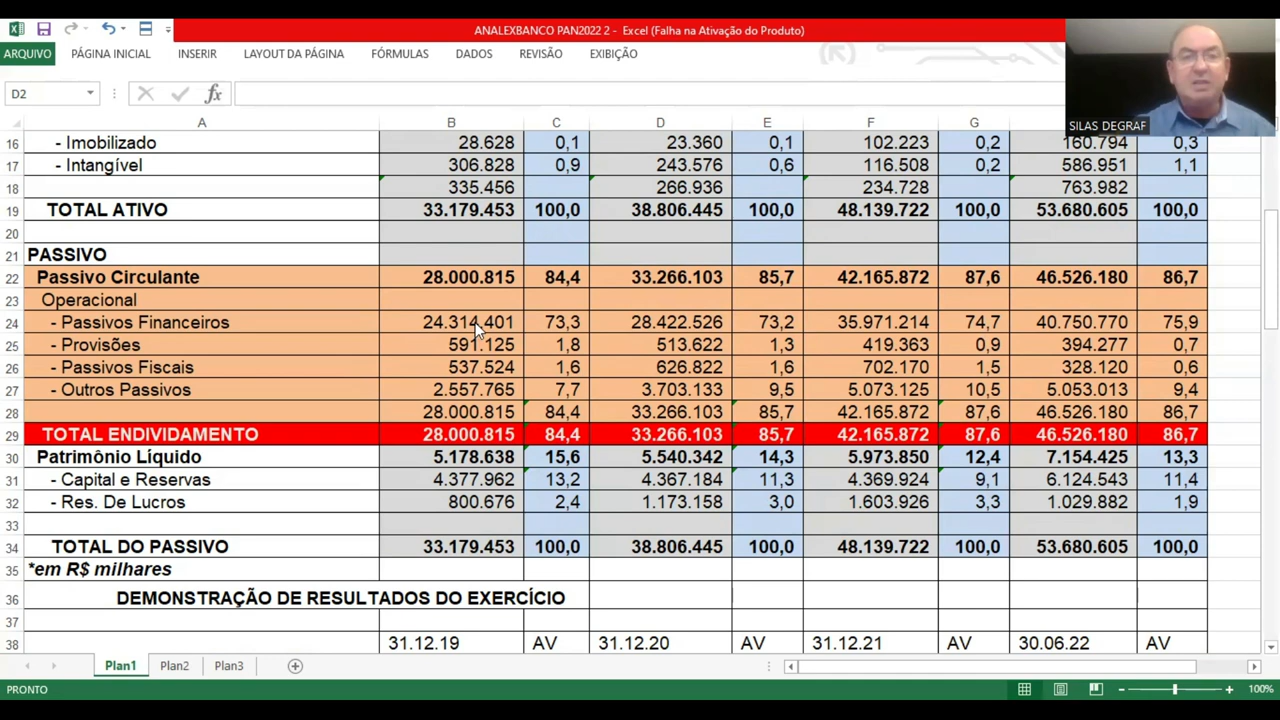 ANALEXBANCO PAN2022 2 - Excel (Falha na Ativação do Produto)
ARQUIVO PÁGINA INICIAL INSERIR LAYOUT DA PÁGINA FÓRMULAS DADOS REVISÃO EXIBIÇÃO
D2 fx
SILAS DEGRAF
A B C D E F G
16 - Imobilizado 28.628 0,1 23.360 0,1 102.223 0,2 160.794 0,3
17 - Intangível 306.828 0,9 243.576 0,6 116.508 0,2 586.951 1,1
18 335.456 266.936 234.728 763.982
19 TOTAL ATIVO 33.179.453 100,0 38.806.445 100,0 48.139.722 100,0 53.680.605 100,0
20
21 PASSIVO
22 Passivo Circulante 28.000.815 84,4 33.266.103 85,7 42.165.872 87,6 46.526.180 86,7
23 Operacional
24 - Passivos Financeiros 24.314.401 73,3 28.422.526 73,2 35.971.214 74,7 40.750.770 75,9
25 - Provisões 591.125 1,8 513.622 1,3 419.363 0,9 394.277 0,7
26 - Passivos Fiscais 537.524 1,6 626.822 1,6 702.170 1,5 328.120 0,6
27 - Outros Passivos 2.557.765 7,7 3.703.133 9,5 5.073.125 10,5 5.053.013 9,4
28 28.000.815 84,4 33.266.103 85,7 42.165.872 87,6 46.526.180 86,7
29 TOTAL ENDIVIDAMENTO 28.000.815 84,4 33.266.103 85,7 42.165.872 87,6 46.526.180 86,7
30 Patrimônio Líquido 5.178.638 15,6 5.540.342 14,3 5.973.850 12,4 7.154.425 13,3
31 - Capital e Reservas 4.377.962 13,2 4.367.184 11,3 4.369.924 9,1 6.124.543 11,4
32 - Res. De Lucros 800.676 2,4 1.173.158 3,0 1.603.926 3,3 1.029.882 1,9
33
34 TOTAL DO PASSIVO 33.179.453 100,0 38.806.445 100,0 48.139.722 100,0 53.680.605 100,0
35 *em R$ milhares
36 DEMONSTRAÇÃO DE RESULTADOS DO EXERCÍCIO
37
38 31.12.19 AV 31.12.20 AV 31.12.21 AV 30.06.22 AV
Plan1 Plan2 Plan3
PRONTO 100%